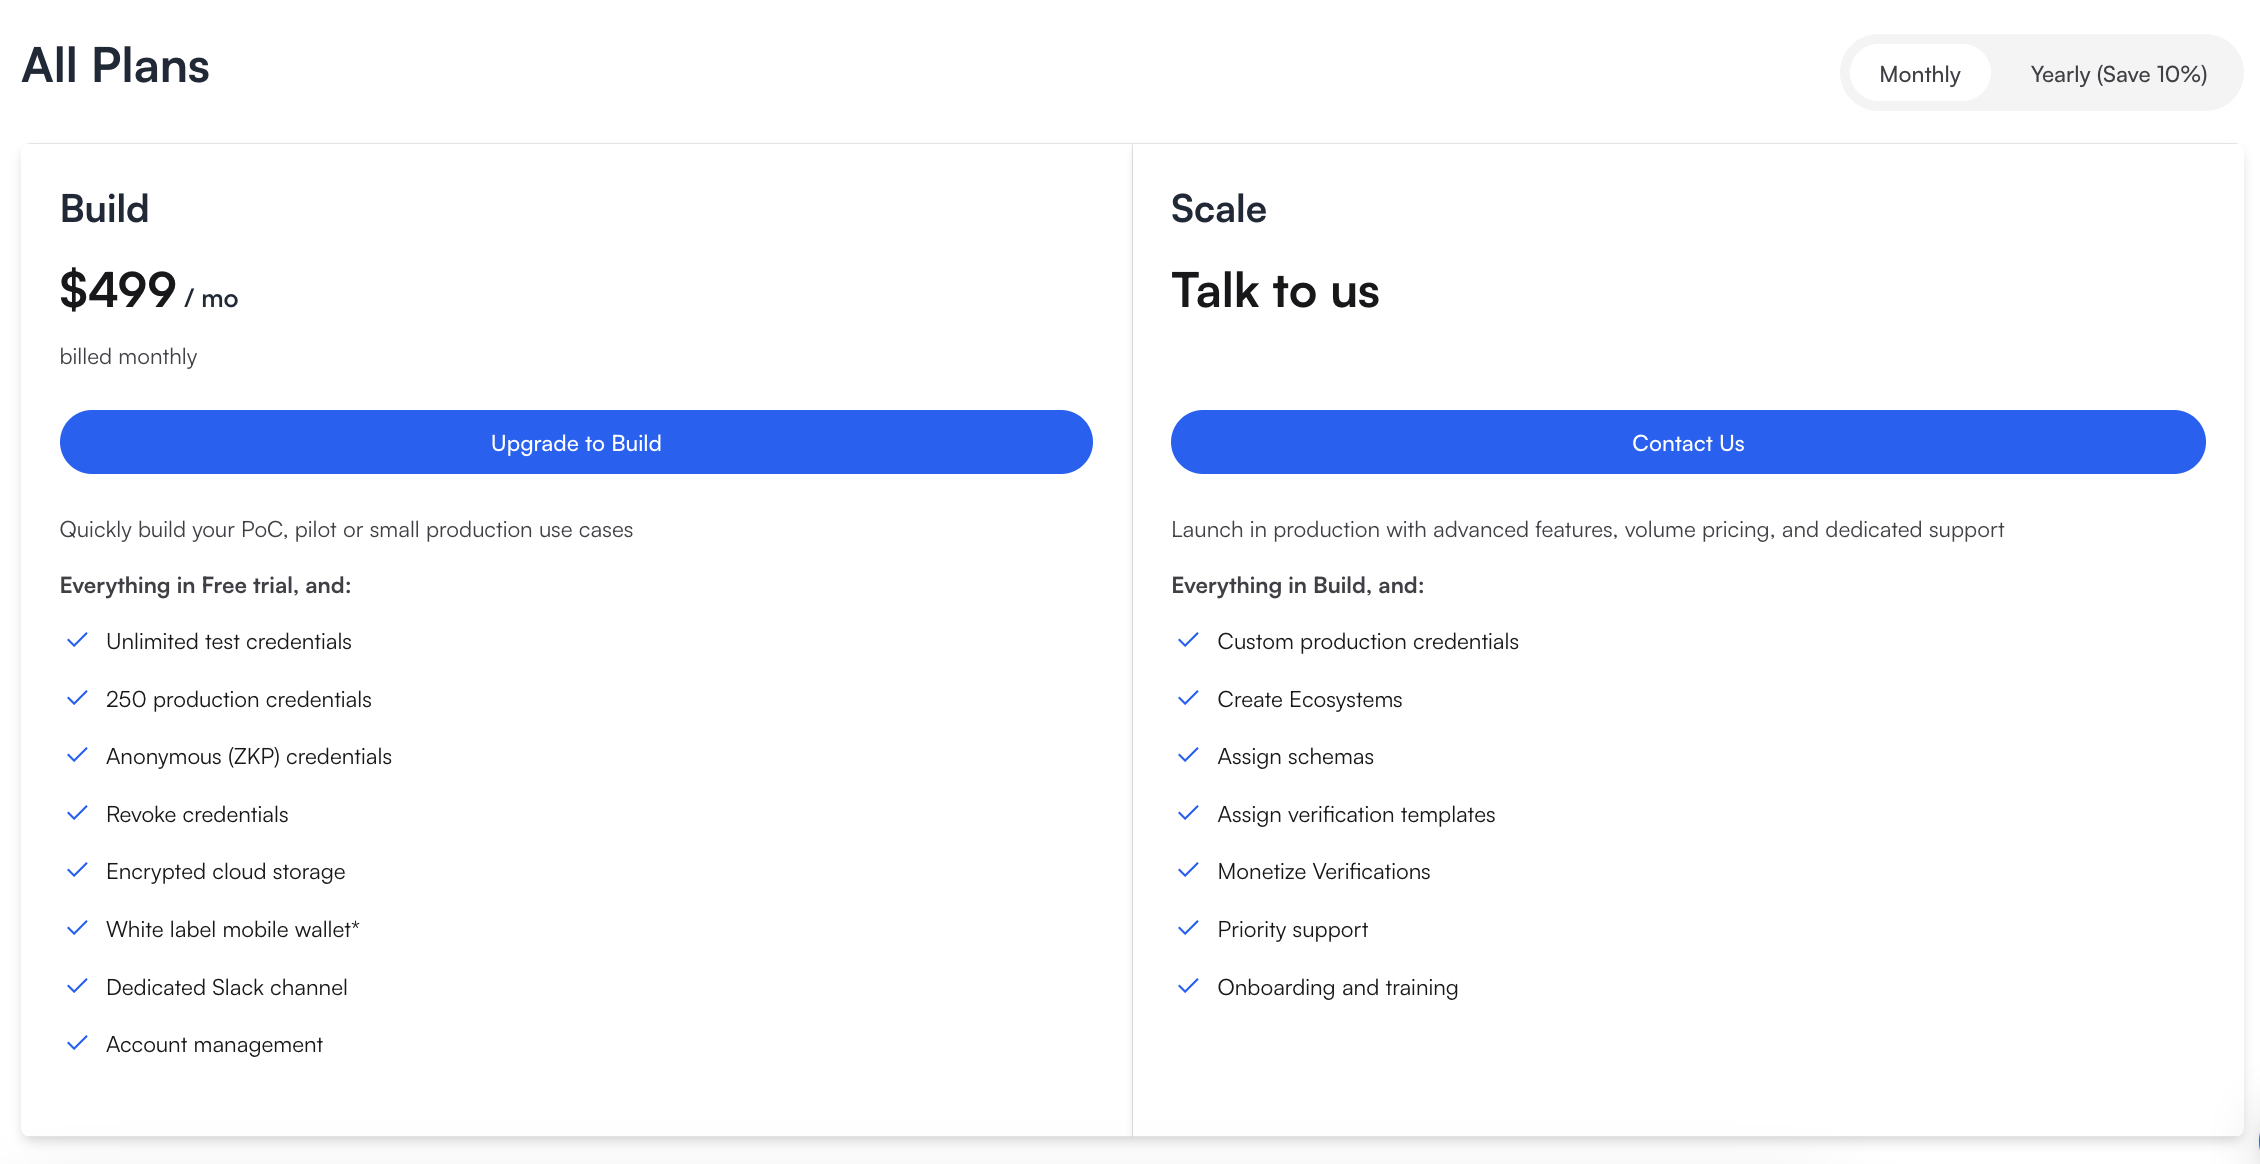 All Plans
Monthly
Yearly (Save 10%)
Build
$499 / mo
billed monthly
Upgrade to Build
Quickly build your PoC, pilot or small production use cases
Everything in Free trial, and:
Unlimited test credentials
250 production credentials
Anonymous (ZKP) credentials
Revoke credentials
Encrypted cloud storage
White label mobile wallet*
Dedicated Slack channel
Account management
Scale
Talk to us
Contact Us
Launch in production with advanced features, volume pricing, and dedicated support
Everything in Build, and:
Custom production credentials
Create Ecosystems
Assign schemas
Assign verification templates
Monetize Verifications
Priority support
Onboarding and training